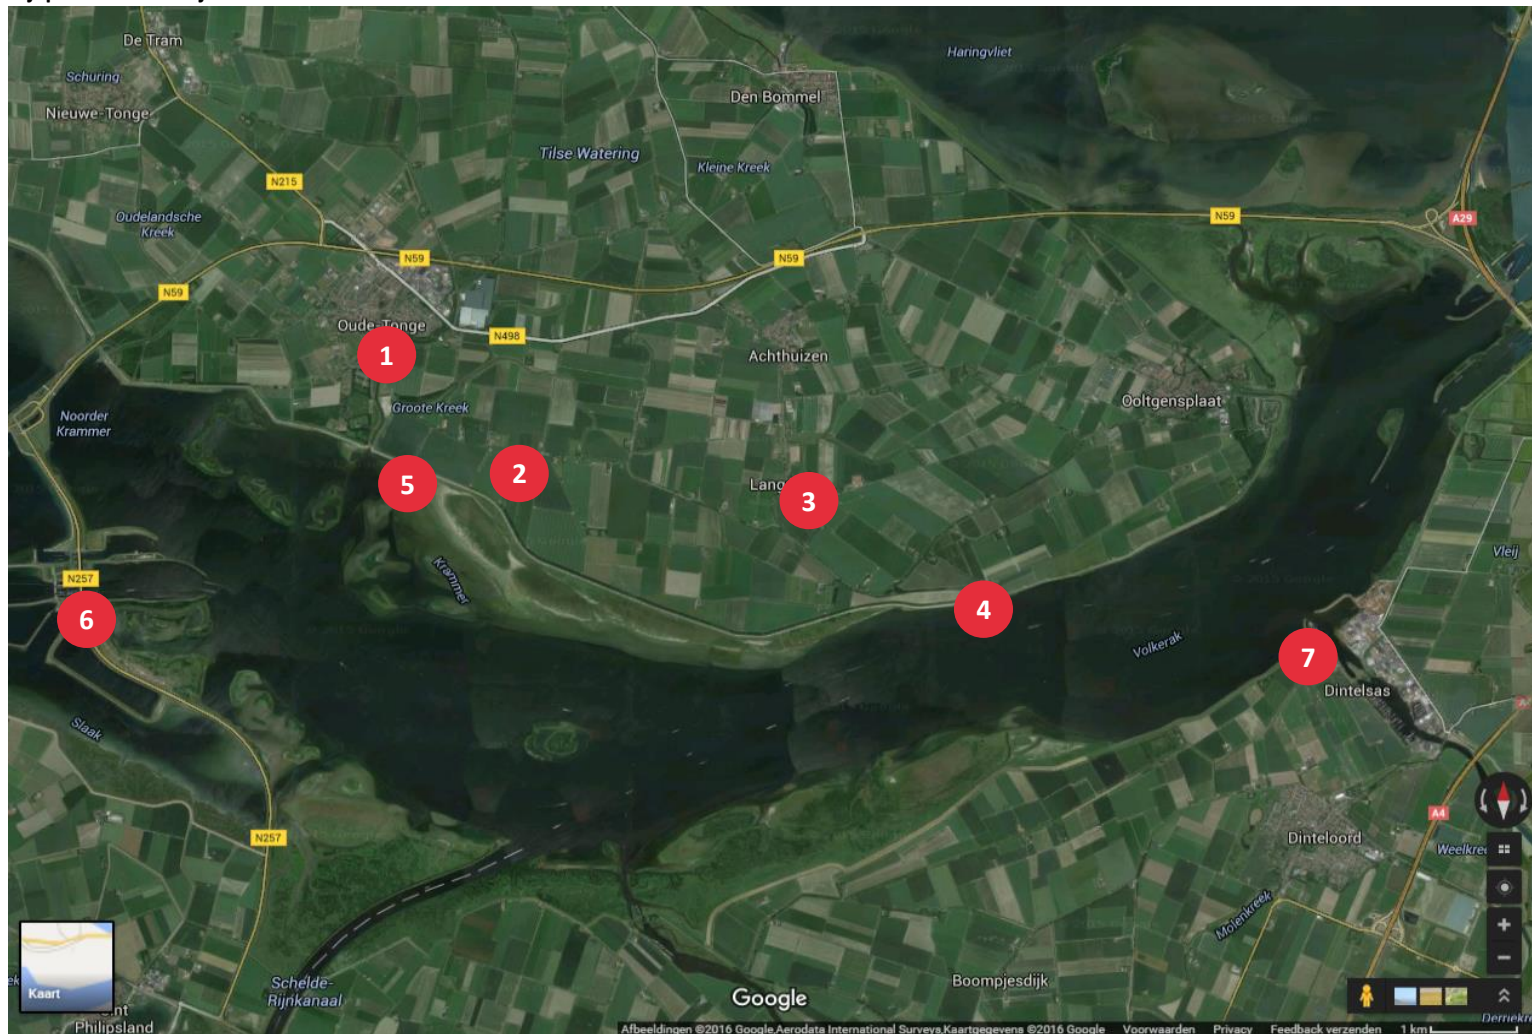 De Tram
Haringvliet
Schuring
Nieuwe-Tonge
Den Bommel
Tilse Watering
Kleine Kreek
N215
Oudelandsche
Kreek
N59
A29
N59
N59
N59
Oude-Tonge
N498
1
Achthuizen
Ooltgensplaat
Groote Kreek
Noorder
Krammer
2
5
3
Krammer
Vleij
N257
4
6
Volkerak
7
Dintelsas
Slaak
A4
N257
Dinteloord
Molenkreek
Schelde-
Rijnkanaal
Boompjesdijk
Kaart
Philipsland
Google
Afbeeldingen ©2016 Google,Aerodata International Surveys,Kaartgegevens ©2016 Google Voorwaarden Privacy Feedback verzenden 1 km